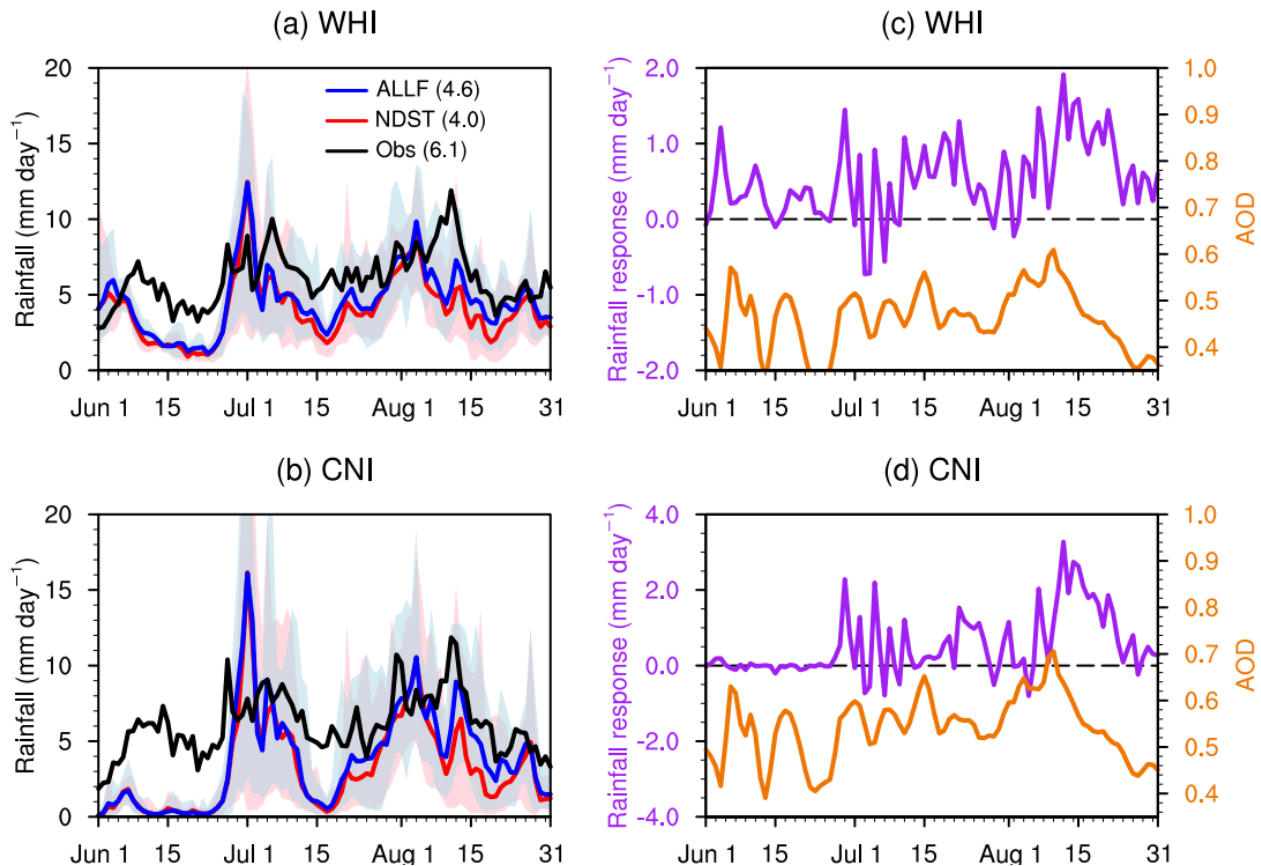 (a) WHI
20
15
10
5
0
Rainfall (mm day⁻¹)
ALLF (4.6)
NDST (4.0)
Obs (6.1)
Jun 1 15 Jul 1 15 Aug 1 15 31
(c) WHI
2.0
1.0
0.0
-1.0
-2.0
Rainfall response (mm day⁻¹)
1.0
0.9
0.8
0.7
0.6
0.5
0.4
AOD
Jun 1 15 Jul 1 15 Aug 1 15 31
(b) CNI
20
15
10
5
0
Rainfall (mm day⁻¹)
Jun 1 15 Jul 1 15 Aug 1 15 31
(d) CNI
4.0
2.0
0.0
-2.0
-4.0
Rainfall response (mm day⁻¹)
1.0
0.9
0.8
0.7
0.6
0.5
0.4
AOD
Jun 1 15 Jul 1 15 Aug 1 15 31